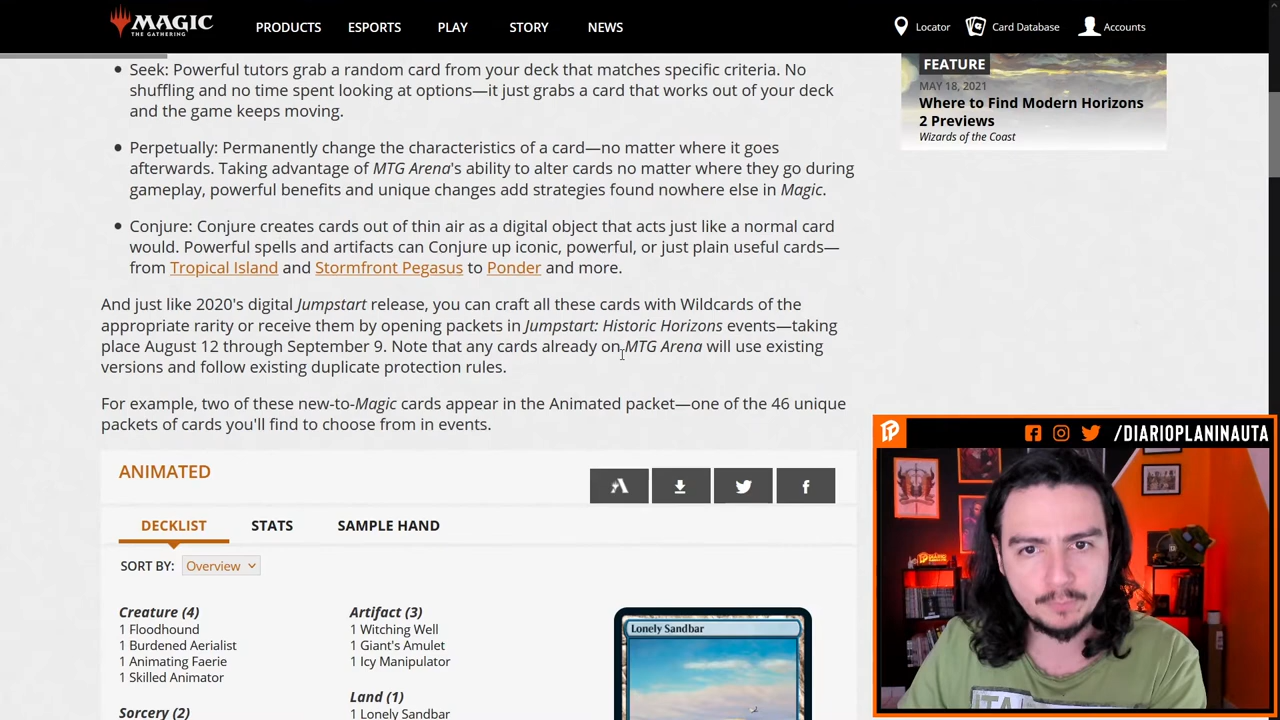 MAGIC
THE GATHERING
PRODUCTS
ESPORTS
PLAY
STORY
NEWS
Locator
Card Database
Accounts
Seek: Powerful tutors grab a random card from your deck that matches specific criteria. No
shuffling and no time spent looking at options—it just grabs a card that works out of your deck
and the game keeps moving.
Perpetually: Permanently change the characteristics of a card—no matter where it goes
afterwards. Taking advantage of MTG Arena's ability to alter cards no matter where they go during
gameplay, powerful benefits and unique changes add strategies found nowhere else in Magic.
Conjure: Conjure creates cards out of thin air as a digital object that acts just like a normal card
would. Powerful spells and artifacts can Conjure up iconic, powerful, or just plain useful cards—
from Tropical Island and Stormfront Pegasus to Ponder and more.
And just like 2020's digital Jumpstart release, you can craft all these cards with Wildcards of the
appropriate rarity or receive them by opening packets in Jumpstart: Historic Horizons events—taking
place August 12 through September 9. Note that any cards already on MTG Arena will use existing
versions and follow existing duplicate protection rules.
For example, two of these new-to-Magic cards appear in the Animated packet—one of the 46 unique
packets of cards you'll find to choose from in events.
ANIMATED
DECKLIST
STATS
SAMPLE HAND
SORT BY:
Overview
Creature (4)
1 Floodhound
1 Burdened Aerialist
1 Animating Faerie
1 Skilled Animator
Sorcery (2)
Artifact (3)
1 Witching Well
1 Giant's Amulet
1 Icy Manipulator
Land (1)
1 Lonely Sandbar
Lonely Sandbar
FEATURE
MAY 18, 2021
Where to Find Modern Horizons
2 Previews
Wizards of the Coast
/DIARIOPLANINAUTA